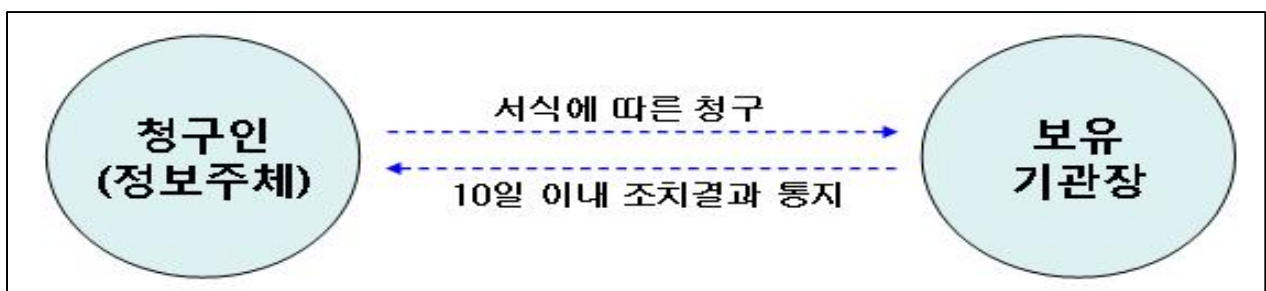 청구인
(정보주체)
서식에 따른 청구
10일 이내 조치결과 통지
보유
기관장